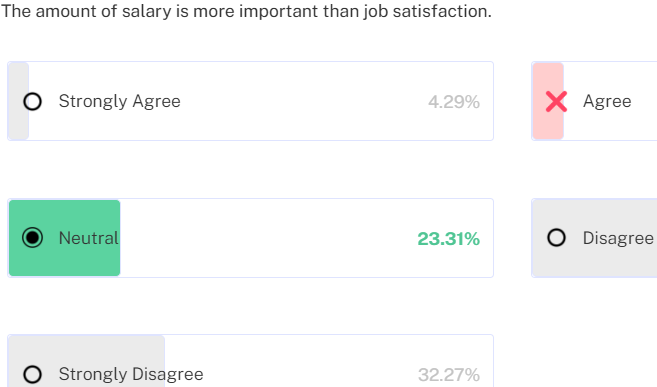 The amount of salary is more important than job satisfaction.
Strongly Agree 4.29%
Agree
Neutral 23.31%
Disagree
Strongly Disagree 32.27%